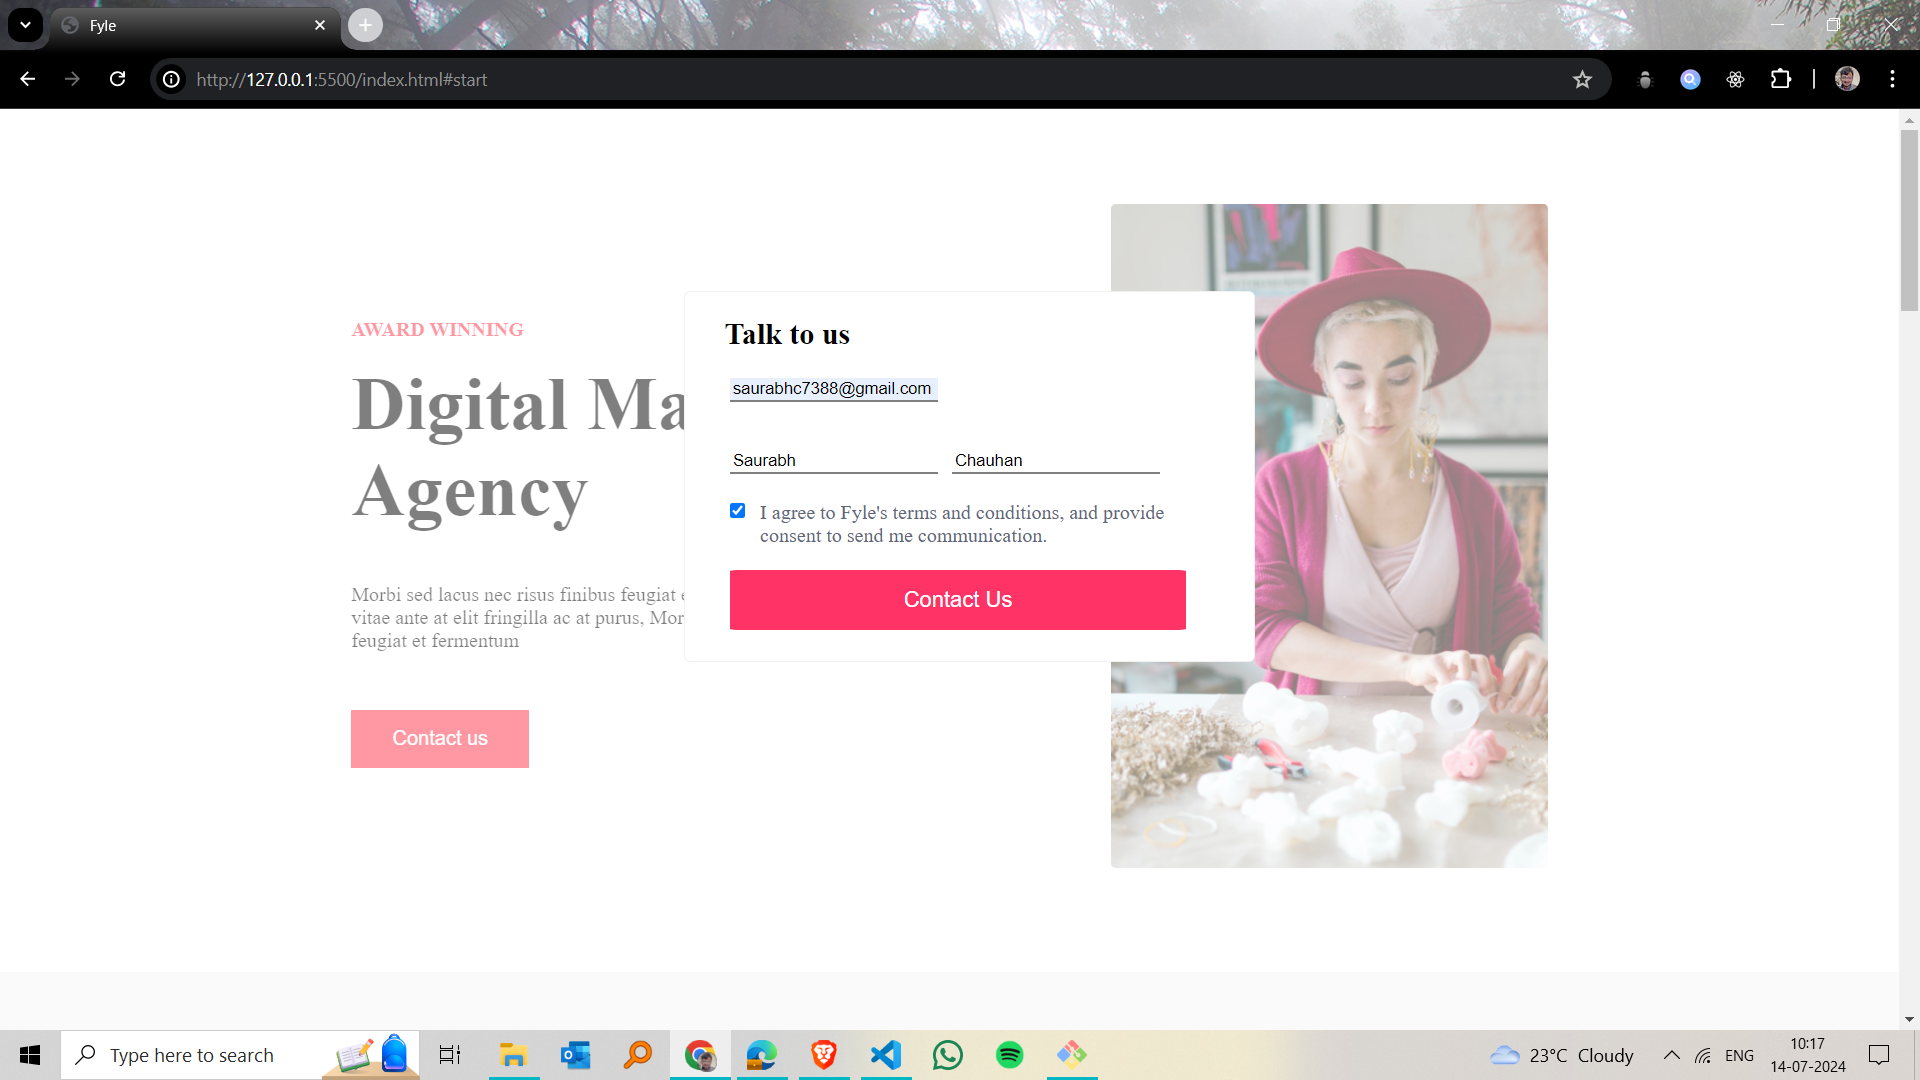 Fyle
http://127.0.0.1:5500/index.html#start
AWARD WINNING
Digital Ma
Agency
Morbi sed lacus nec risus finibus feugiat
vitae ante at elit fringilla ac at purus, Mor
feugiat et fermentum
Contact us
Talk to us
saurabhc7388@gmail.com
Saurabh Chauhan
I agree to Fyle's terms and conditions, and provide
consent to send me communication.
Contact Us
Type here to search
23°C Cloudy
ENG
10:17
14-07-2024